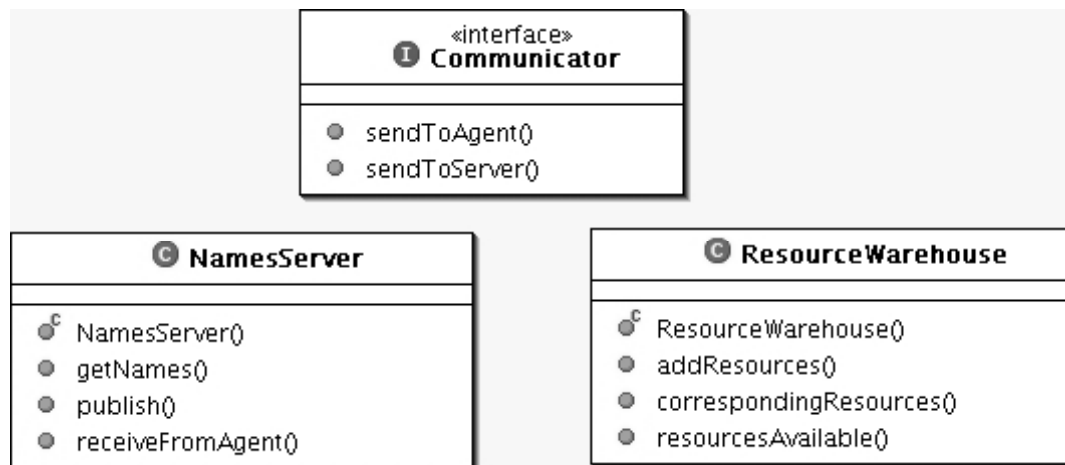 «interface»
I Communicator
sendToAgent()
sendToServer()
C NamesServer
C NamesServer()
getNames()
publish()
receiveFromAgent()
C ResourceWarehouse
C ResourceWarehouse()
addResources()
correspondingResources()
resourcesAvailable()